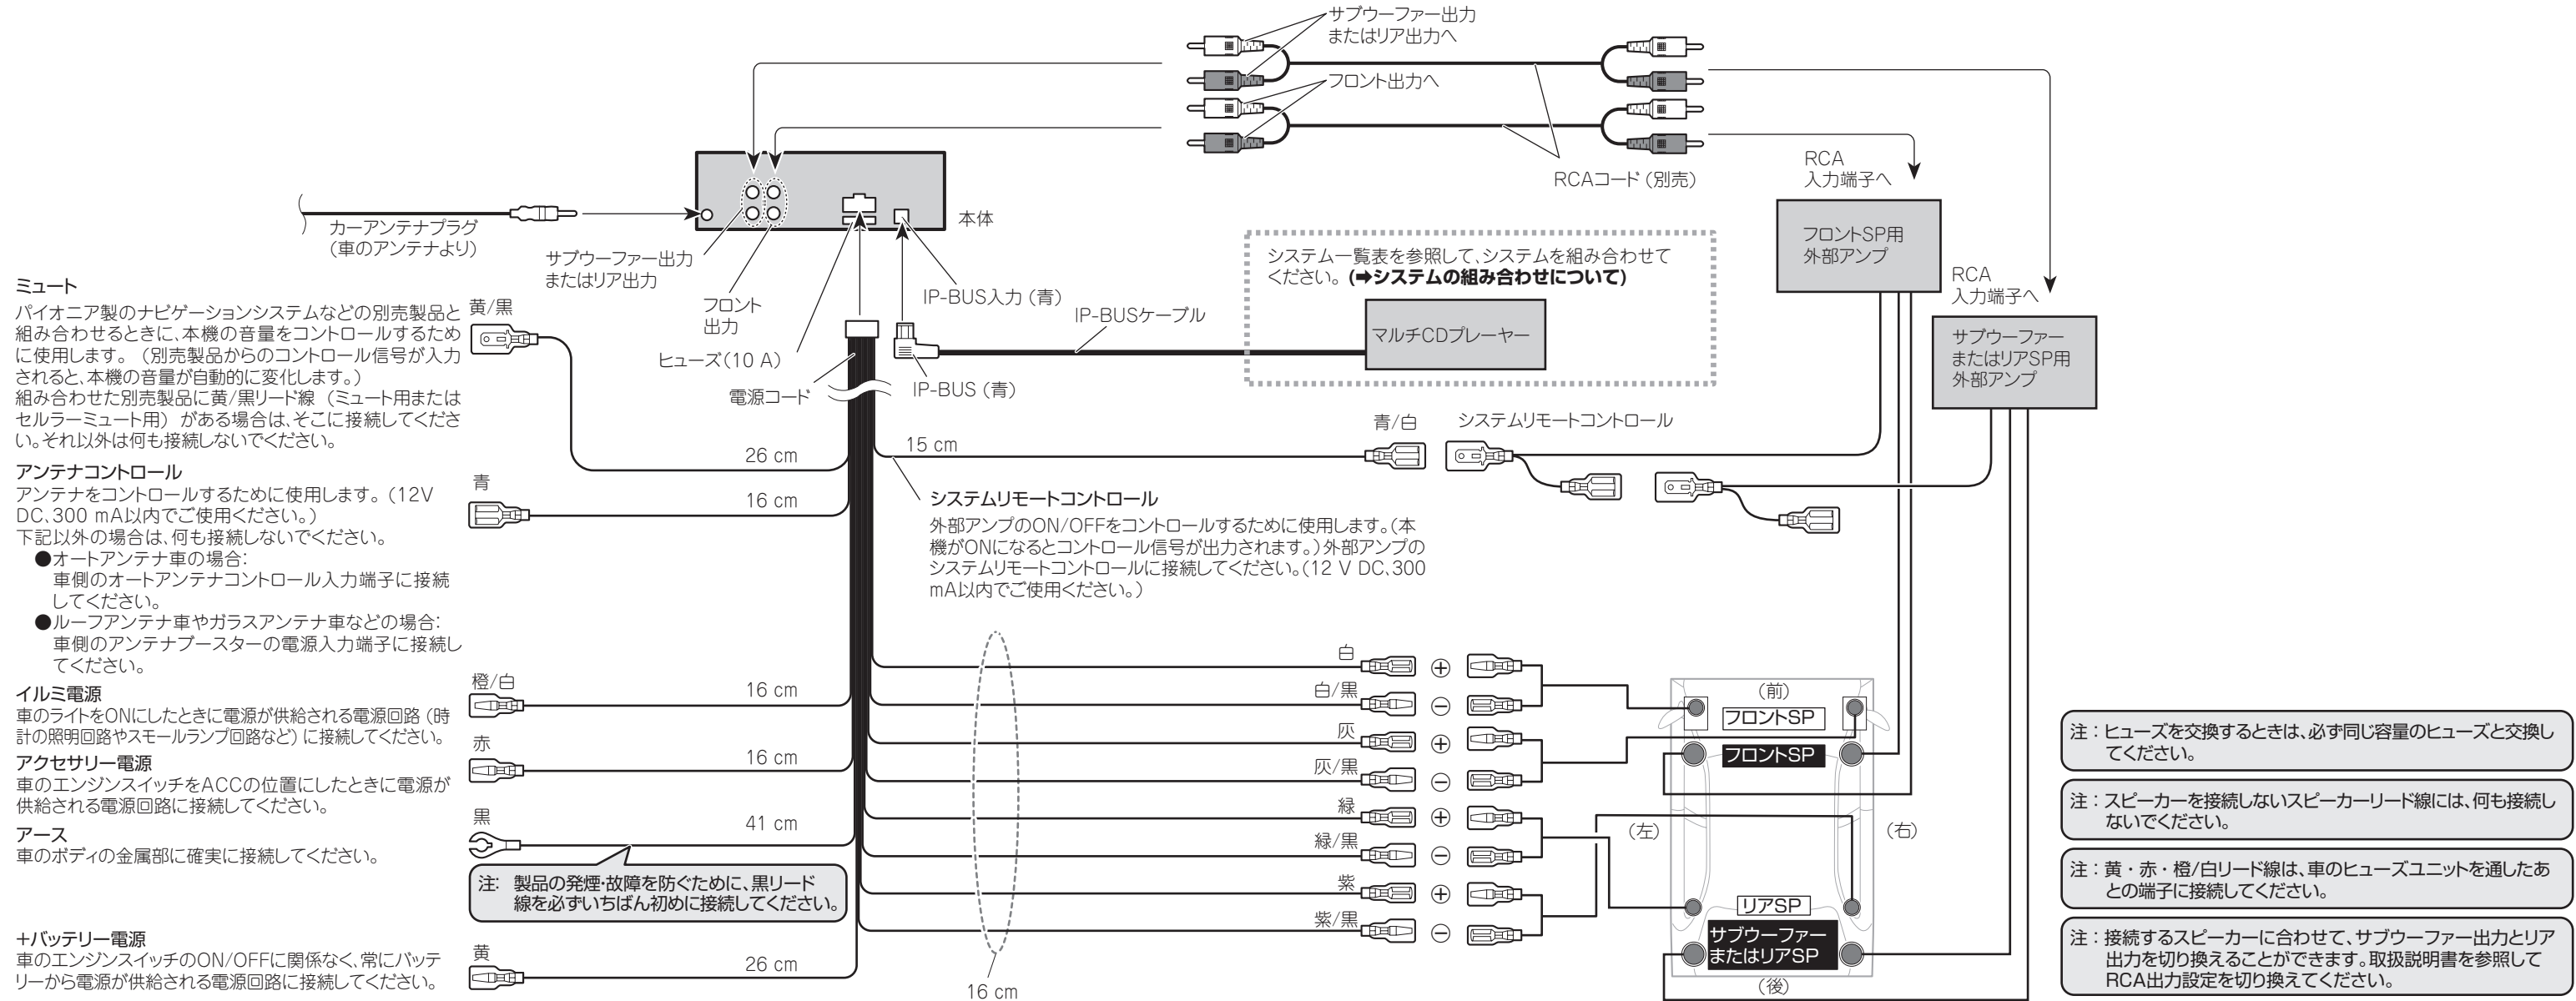 サブウーファー出力
またはリア出力へ
フロント出力へ
RCAコード（別売）
RCA
入力端子へ
フロントSP用
外部アンプ
RCA
入力端子へ
サブウーファー
またはリアSP用
外部アンプ
カーアンテナプラグ
（車のアンテナより）
本体
サブウーファー出力
またはリア出力
フロント
出力
ヒューズ（10 A）
電源コード
IP-BUS入力（青）
IP-BUS（青）
IP-BUSケーブル
システム一覧表を参照して、システムを組み合わせて
ください。（➡システムの組み合わせについて）
マルチCDプレーヤー
ミュート
パイオニア製のナビゲーションシステムなどの別売製品と
組み合わせるときに、本機の音量をコントロールするため
に使用します。（別売製品からのコントロール信号が入力
されると、本機の音量が自動的に変化します。）
組み合わせた別売製品に黄/黒リード線（ミュート用または
セルラーミュート用）がある場合は、そこに接続してくださ
い。それ以外は何も接続しないでください。
黄/黒
26 cm
アンテナコントロール
アンテナをコントロールするために使用します。（12V
DC、300 mA以内でご使用ください。）
下記以外の場合は、何も接続しないでください。
●オートアンテナ車の場合：
車側のオートアンテナコントロール入力端子に接続
してください。
●ルーフアンテナ車やガラスアンテナ車などの場合：
車側のアンテナブースターの電源入力端子に接続し
てください。
青
16 cm
15 cm
青/白
システムリモートコントロール
システムリモートコントロール
外部アンプのON/OFFをコントロールするために使用します。（本
機がONになるとコントロール信号が出力されます。）外部アンプの
システムリモートコントロールに接続してください。（12 V DC、300
mA以内でご使用ください。）
イルミ電源
車のライトをONにしたときに電源が供給される電源回路（時
計の照明回路やスモールランプ回路など）に接続してください。
橙/白
16 cm
アクセサリー電源
車のエンジンスイッチをACCの位置にしたときに電源が
供給される電源回路に接続してください。
赤
16 cm
アース
車のボディの金属部に確実に接続してください。
黒
41 cm
注： 製品の発煙・故障を防ぐために、黒リード
線を必ずいちばん初めに接続してください。
＋バッテリー電源
車のエンジンスイッチのON/OFFに関係なく、常にバッテ
リーから電源が供給される電源回路に接続してください。
黄
26 cm
16 cm
白 ⊕
白/黒 ⊖
灰 ⊕
灰/黒 ⊖
緑 ⊕
緑/黒 ⊖
紫 ⊕
紫/黒 ⊖
（前）
フロントSP
フロントSP
（左）
（右）
リアSP
サブウーファー
またはリアSP
（後）
注：ヒューズを交換するときは、必ず同じ容量のヒューズと交換し
てください。
注：スピーカーを接続しないスピーカーリード線には、何も接続し
ないでください。
注：黄・赤・橙/白リード線は、車のヒューズユニットを通したあ
との端子に接続してください。
注：接続するスピーカーに合わせて、サブウーファー出力とリア
出力を切り換えることができます。取扱説明書を参照して
RCA出力設定を切り換えてください。